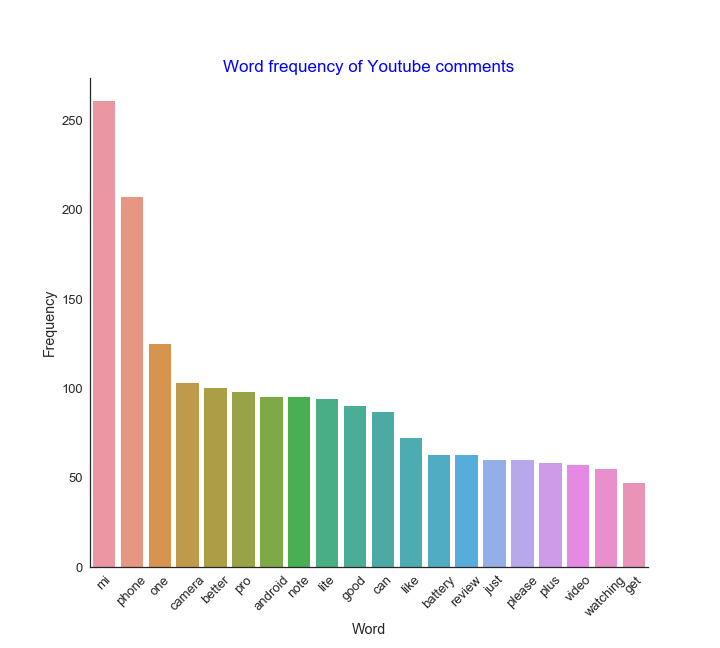 Word frequency of Youtube comments
250
200
150
100
50
0
Frequency
mi
phone
one
camera
better
pro
android
note
lite
good
can
like
battery
review
just
please
plus
video
watching
get
Word